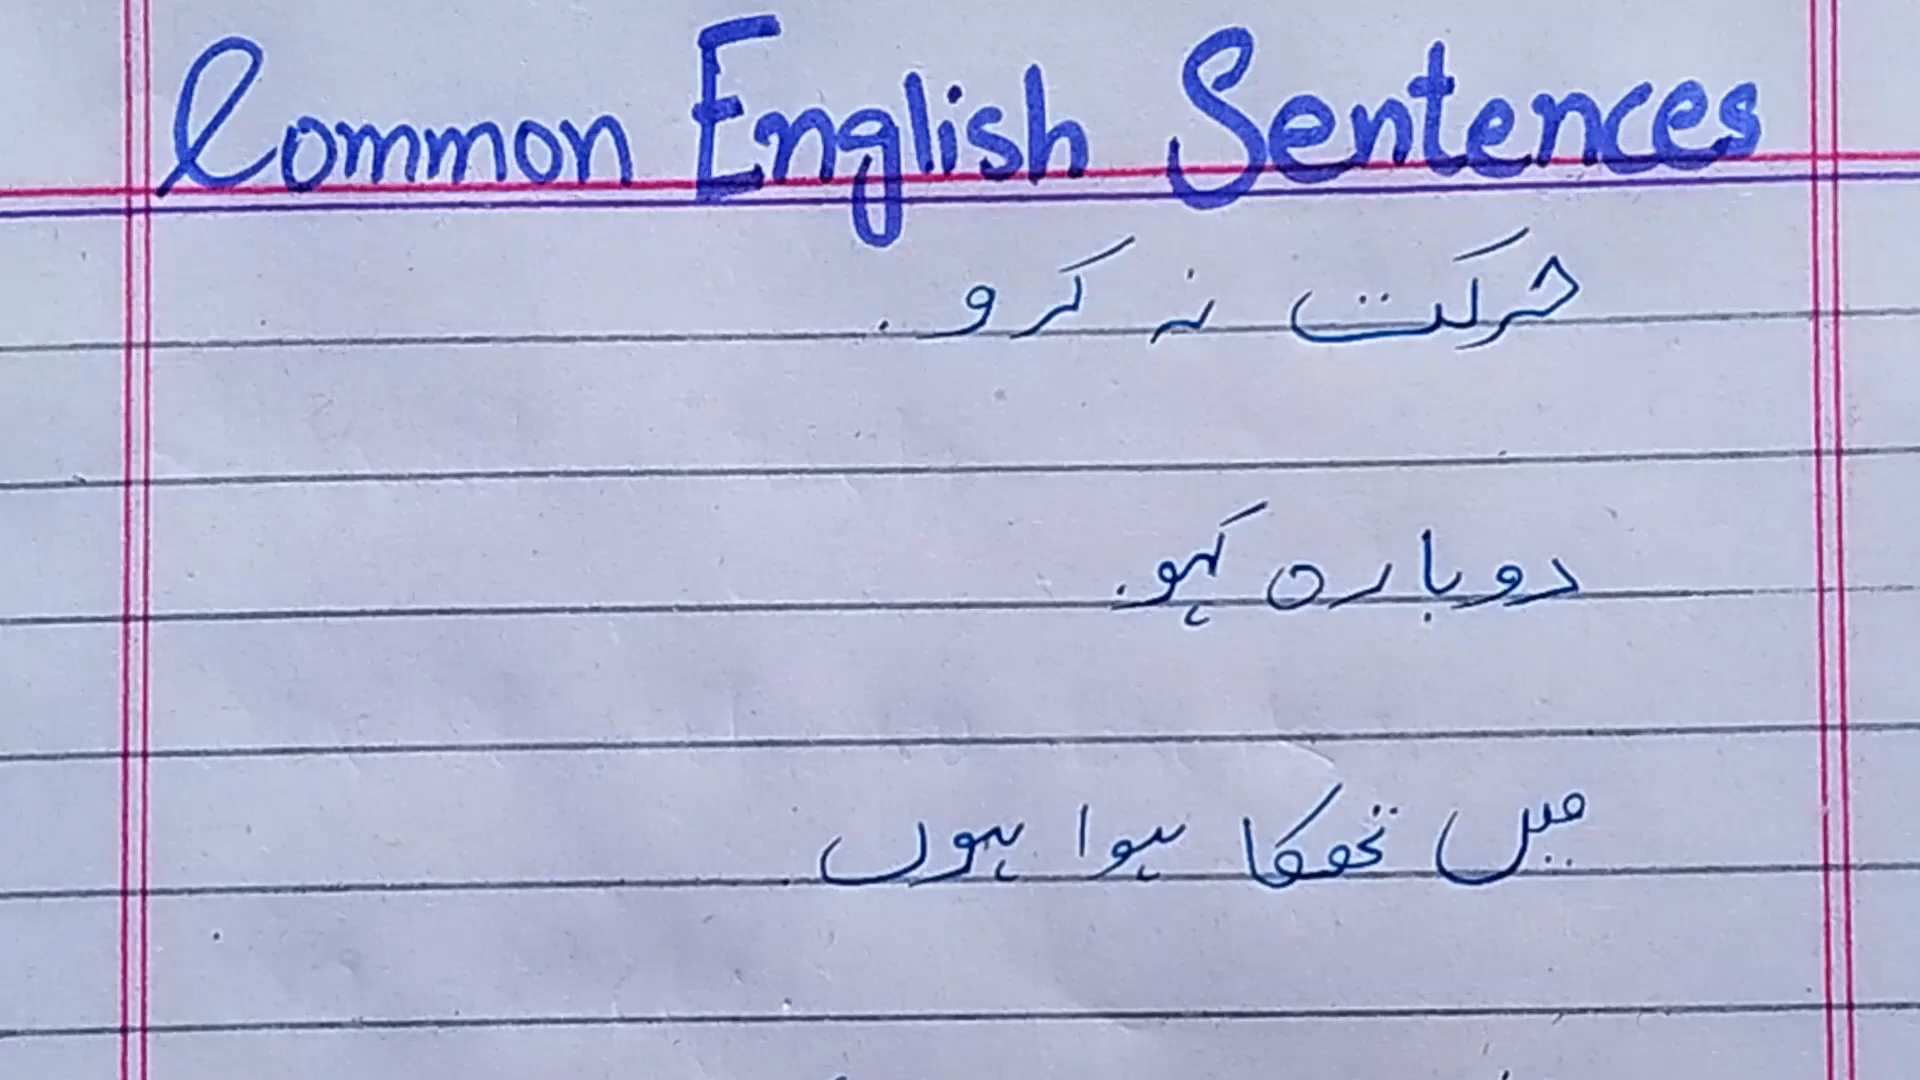 Common English Sentences
حرکت نہ کرو.
دوبارہ کہو.
میں تھکا ہوا ہوں